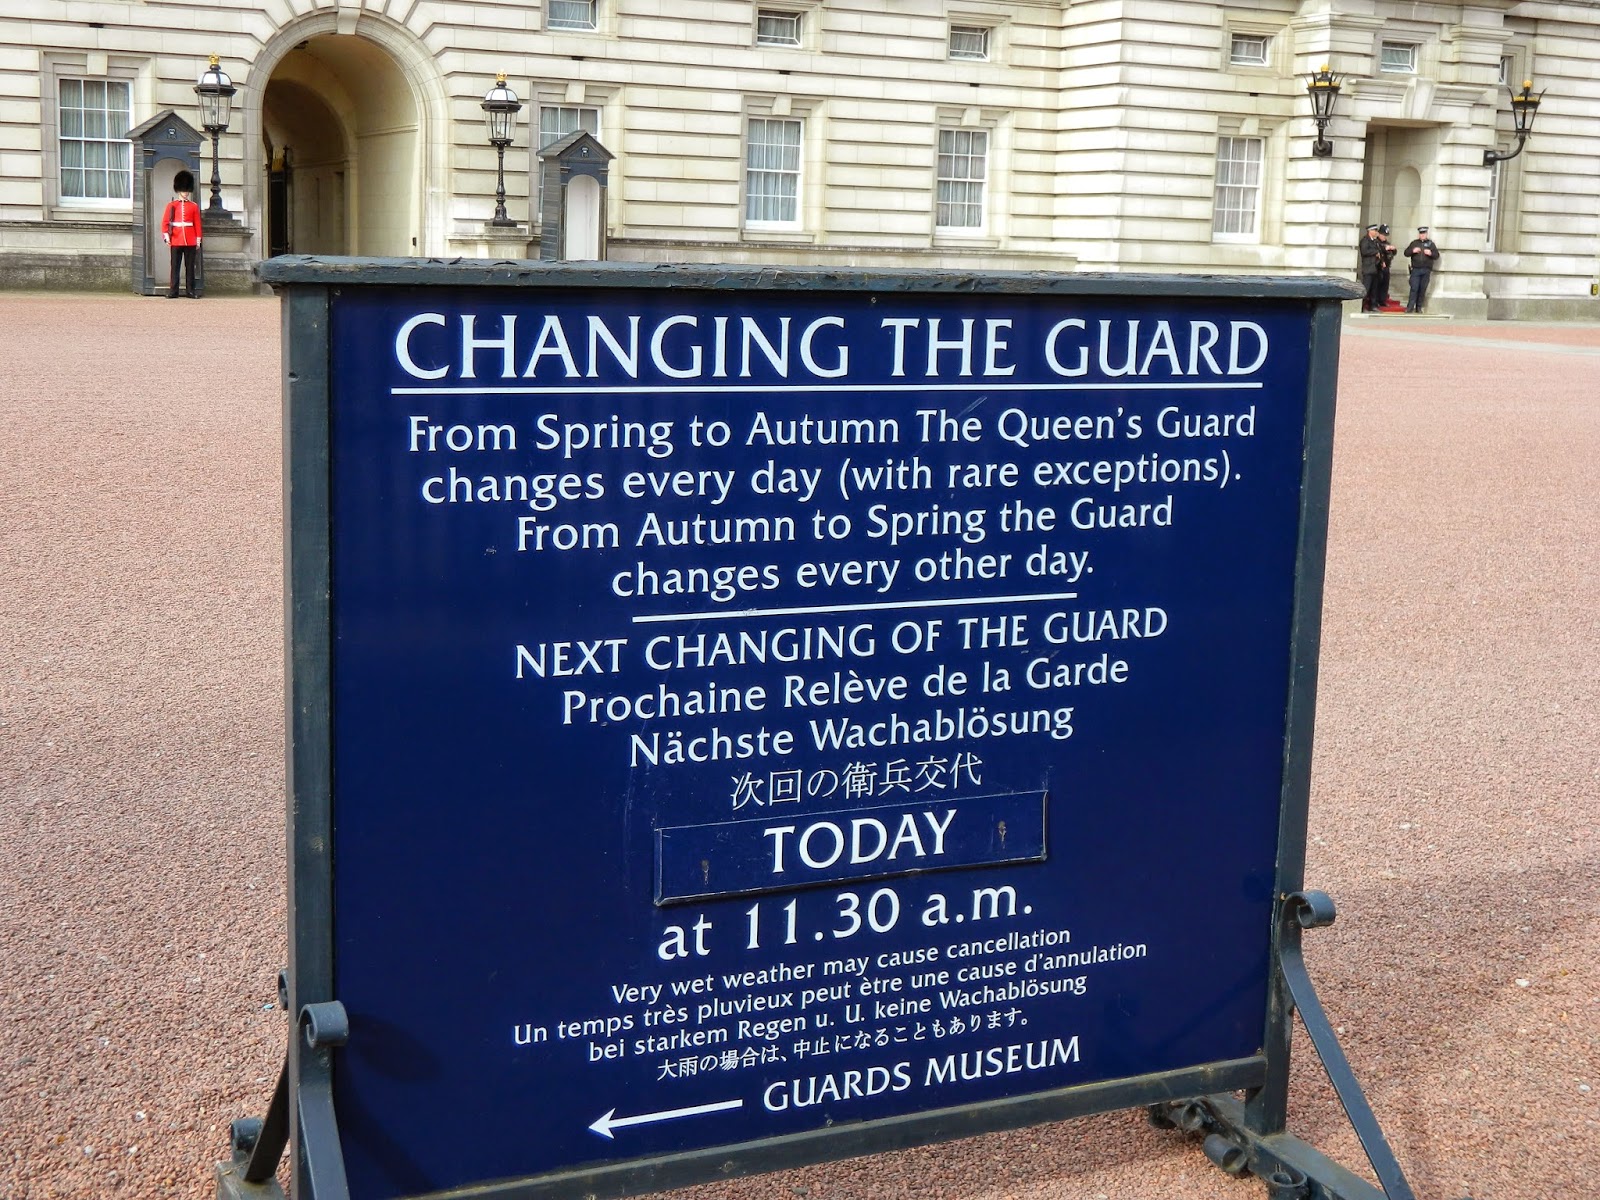 CHANGING THE GUARD
From Spring to Autumn The Queen's Guard
changes every day (with rare exceptions).
From Autumn to Spring the Guard
changes every other day.
NEXT CHANGING OF THE GUARD
Prochaine Relève de la Garde
Nächste Wachablösung
次回の衛兵交代
TODAY
at 11.30 a.m.
Very wet weather may cause cancellation
Un temps très pluvieux peut ètre une cause d'annulation
bei starkem Regen u. U. keine Wachablösung
大雨の場合は、中止になることもあります。
GUARDS MUSEUM